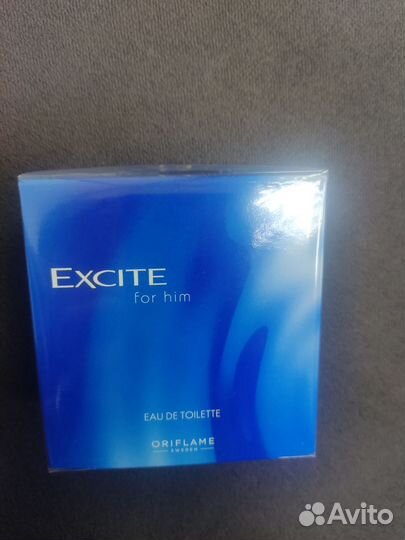 EXCITE
for him
EAU DE TOILETTE
ORIFLAME
SWEDEN
Avito